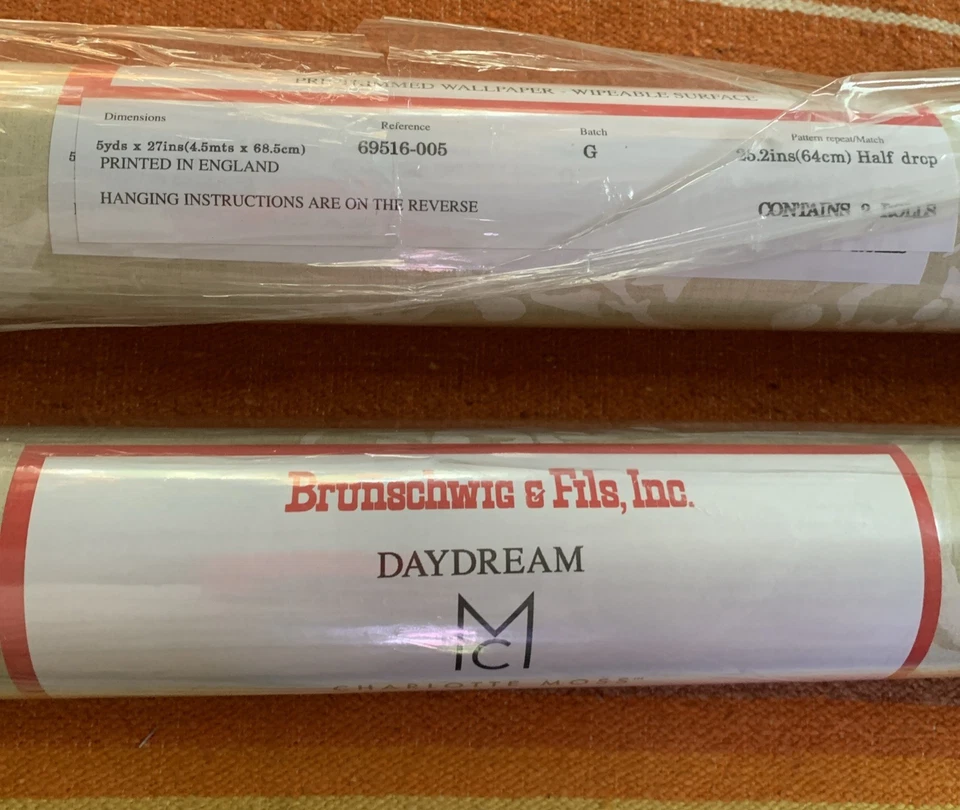 PRE-TRIMMED WALLPAPER - WIPEABLE SURFACE
Dimensions
Reference
Batch
Pattern repeat/Match
5yds x 27ins(4.5mts x 68.5cm)
69516-005
G
25.2ins(64cm) Half drop
5
PRINTED IN ENGLAND
HANGING INSTRUCTIONS ARE ON THE REVERSE
CONTAINS ROLLS
Brunschwig & Fils, Inc.
DAYDREAM
MC
CHARLOTTE MOSS™